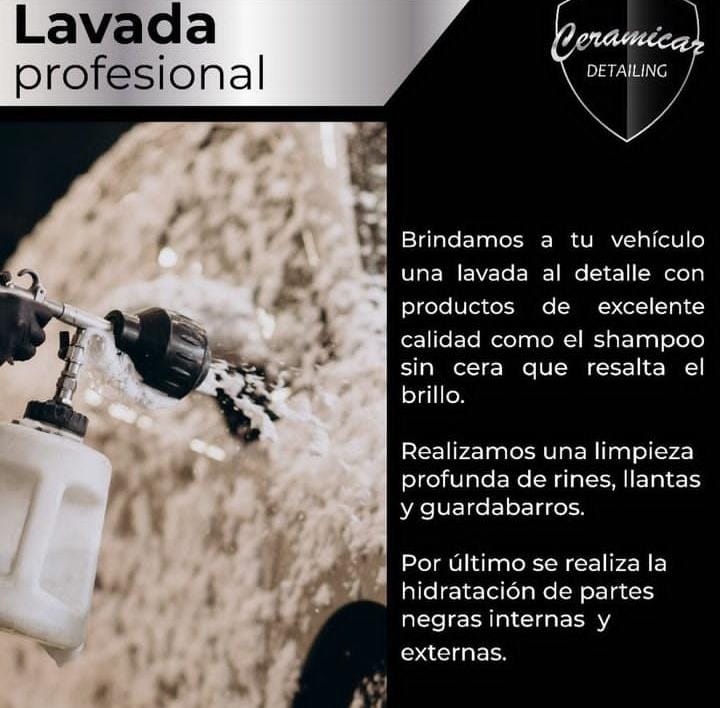 Lavada
profesional
Ceramicar
DETAILING
Brindamos a tu vehículo
una lavada al detalle con
productos de excelente
calidad como el shampoo
sin cera que resalta el
brillo.
Realizamos una limpieza
profunda de rines, llantas
y guardabarros.
Por último se realiza la
hidratación de partes
negras internas y
externas.